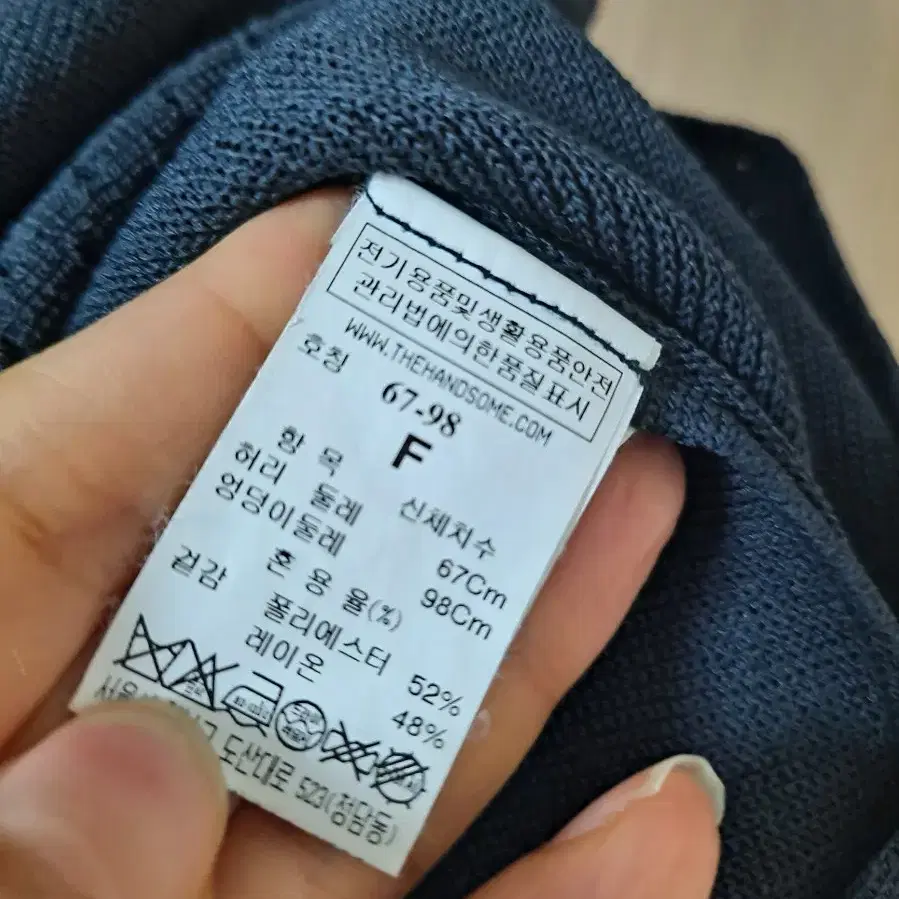 전기용품및생활용품안전
관리법에의한품질표시
WWW.THEHANDSOME.COM
호칭
67-98
F
항 목 신체치수
허리 둘레 67Cm
엉덩이둘레 98Cm
혼 용 율(%)
겉감 폴리에스터 52%
레이온 48%
도산대로 523(청담동)